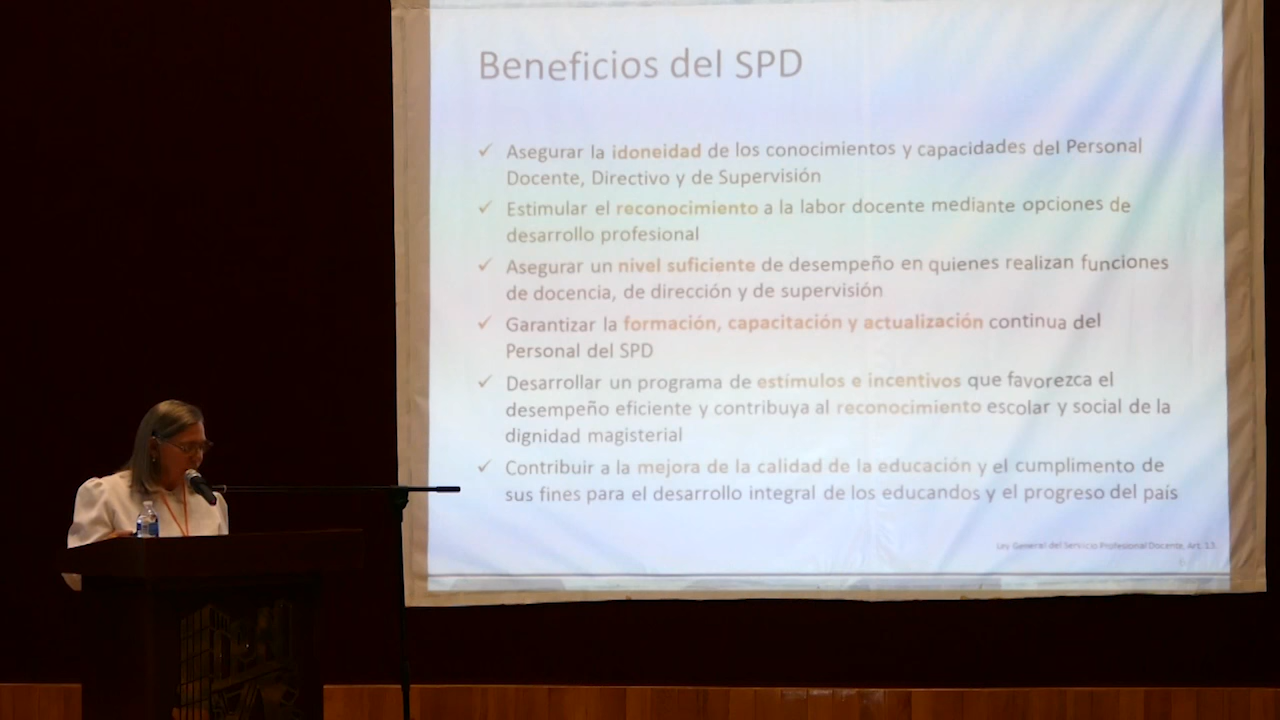 Beneficios del SPD
✓ Asegurar la idoneidad de los conocimientos y capacidades del Personal
Docente, Directivo y de Supervisión
✓ Estimular el reconocimiento a la labor docente mediante opciones de
desarrollo profesional
✓ Asegurar un nivel suficiente de desempeño en quienes realizan funciones
de docencia, de dirección y de supervisión
✓ Garantizar la formación, capacitación y actualización continua del
Personal del SPD
✓ Desarrollar un programa de estímulos e incentivos que favorezca el
desempeño eficiente y contribuya al reconocimiento escolar y social de la
dignidad magisterial
✓ Contribuir a la mejora de la calidad de la educación y el cumplimento de
sus fines para el desarrollo integral de los educandos y el progreso del país
Ley General del Servicio Profesional Docente, Art. 13